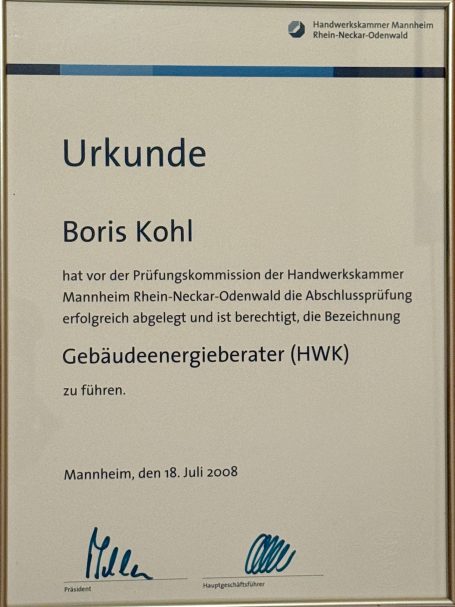 Handwerkskammer Mannheim
Rhein-Neckar-Odenwald
Urkunde
Boris Kohl
hat vor der Prüfungskommission der Handwerkskammer
Mannheim Rhein-Neckar-Odenwald die Abschlussprüfung
erfolgreich abgelegt und ist berechtigt, die Bezeichnung
Gebäudeenergieberater (HWK)
zu führen.
Mannheim, den 18. Juli 2008
Präsident
Hauptgeschäftsführer